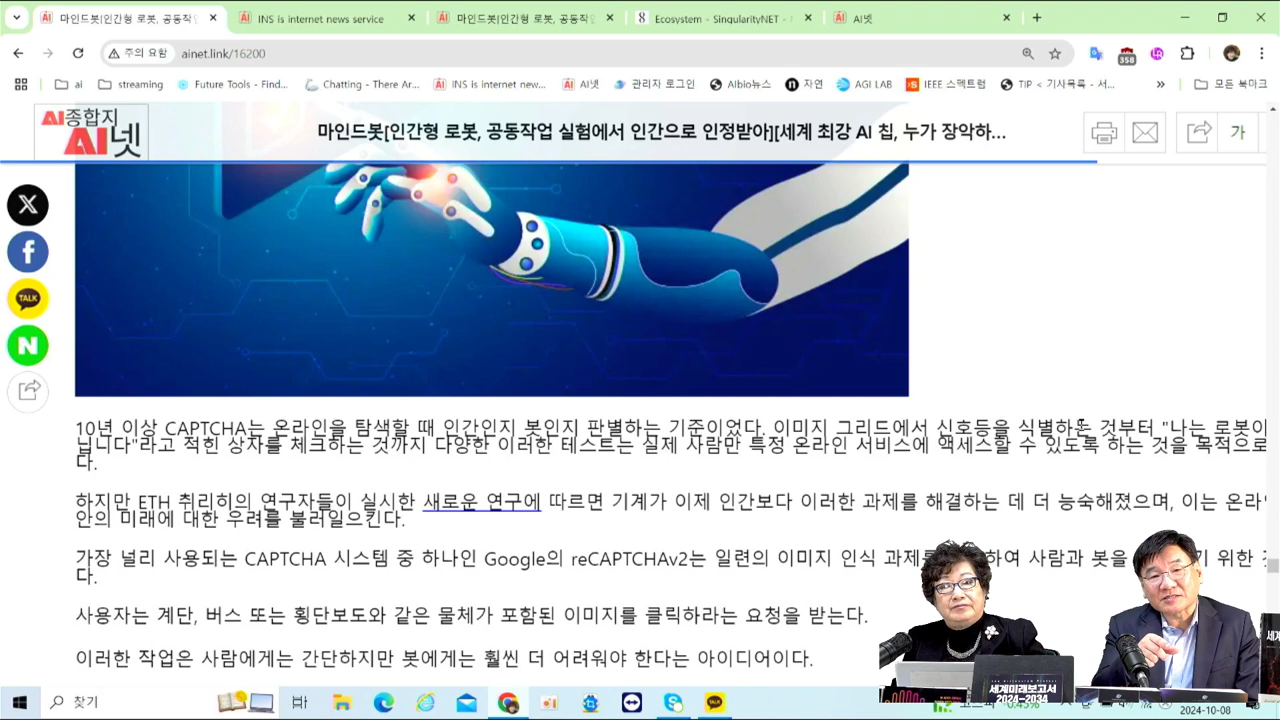 마인드봇[인간형 로봇, 공동작업
INS is internet news service
마인드봇[인간형 로봇, 공동작업
Ecosystem - SingularityNET -
AI넷
주의 요함
ainet.link/16200
358
ai
streaming
Future Tools - Find...
Chatting - There Ar...
INS is internet new...
AI넷
관리자 로그인
Albio뉴스
자연
AGI LAB
IEEE 스펙트럼
TIP < 기사목록 - 서...
모든 북마크
AI종합지
AI넷
마인드봇[인간형 로봇, 공동작업 실험에서 인간으로 인정받아][세계 최강 AI 칩, 누가 장악하...
가
TALK
N
10년 이상 CAPTCHA는 온라인을 탐색할 때 인간인지 봇인지 판별하는 기준이었다. 이미지 그리드에서 신호등을 식별하는 것부터 "나는 로봇이
닙니다"라고 적힌 상자를 체크하는 것까지 다양한 이러한 테스트는 실제 사람만 특정 온라인 서비스에 액세스할 수 있도록 하는 것을 목적으로
다.
하지만 ETH 취리히의 연구자들이 실시한 새로운 연구에 따르면 기계가 이제 인간보다 이러한 과제를 해결하는 데 더 능숙해졌으며, 이는 온라인
안의 미래에 대한 우려를 불러일으킨다.
가장 널리 사용되는 CAPTCHA 시스템 중 하나인 Google의 reCAPTCHAv2는 일련의 이미지 인식 과제를 하여 사람과 봇을 기 위한
다.
사용자는 계단, 버스 또는 횡단보도와 같은 물체가 포함된 이미지를 클릭하라는 요청을 받는다.
이러한 작업은 사람에게는 간단하지만 봇에게는 훨씬 더 어려워야 한다는 아이디어이다.
세계미래보고서
2024-2034
찾기
-0.45%
2024-10-08